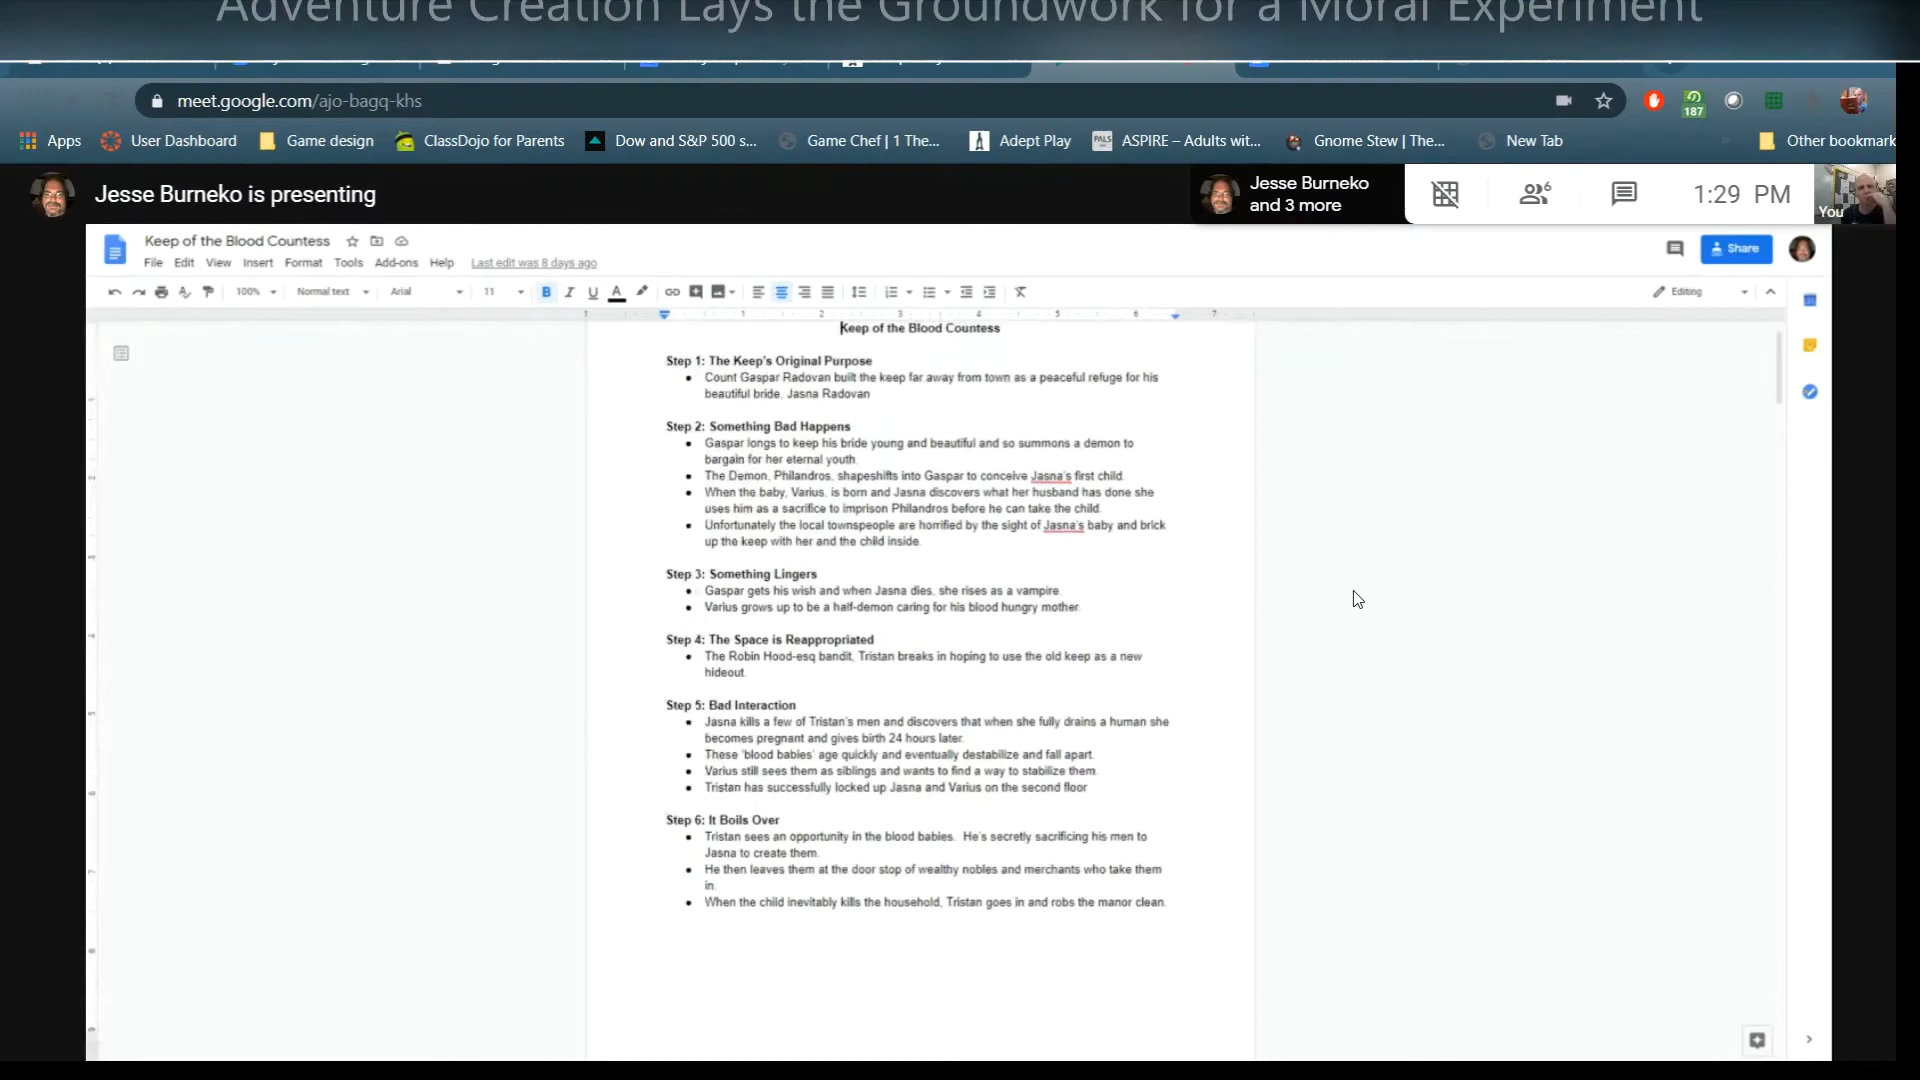 Adventure Creation Lays the Groundwork for a Moral Experiment
meet.google.com/ajo-bagq-khs
187
Apps User Dashboard Game design ClassDojo for Parents Dow and S&P 500 s... Game Chef | 1 The... Adept Play PALS ASPIRE – Adults wit... Gnome Stew | The... New Tab Other bookmark
Jesse Burneko is presenting
Jesse Burneko
and 3 more
6
1:29 PM
You
Keep of the Blood Countess
File Edit View Insert Format Tools Add-ons Help Last edit was 8 days ago
Share
100% Normal text Arial 11 B I U A Editing
1 1 2 3 4 5 6 7
Keep of the Blood Countess
Step 1: The Keep's Original Purpose
Count Gaspar Radovan built the keep far away from town as a peaceful refuge for his
beautiful bride, Jasna Radovan
Step 2: Something Bad Happens
Gaspar longs to keep his bride young and beautiful and so summons a demon to
bargain for her eternal youth.
The Demon, Philandros, shapeshifts into Gaspar to conceive Jasna's first child.
When the baby, Varius, is born and Jasna discovers what her husband has done she
uses him as a sacrifice to imprison Philandros before he can take the child.
Unfortunately the local townspeople are horrified by the sight of Jasna's baby and brick
up the keep with her and the child inside.
Step 3: Something Lingers
Gaspar gets his wish and when Jasna dies, she rises as a vampire.
Varius grows up to be a half-demon caring for his blood hungry mother.
Step 4: The Space is Reappropriated
The Robin Hood-esq bandit, Tristan breaks in hoping to use the old keep as a new
hideout.
Step 5: Bad Interaction
Jasna kills a few of Tristan's men and discovers that when she fully drains a human she
becomes pregnant and gives birth 24 hours later.
These 'blood babies' age quickly and eventually destabilize and fall apart.
Varius still sees them as siblings and wants to find a way to stabilize them.
Tristan has successfully locked up Jasna and Varius on the second floor
Step 6: It Boils Over
Tristan sees an opportunity in the blood babies. He's secretly sacrificing his men to
Jasna to create them.
He then leaves them at the door stop of wealthy nobles and merchants who take them
in.
When the child inevitably kills the household, Tristan goes in and robs the manor clean.